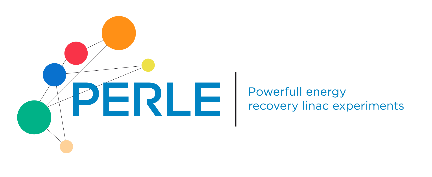 PERLE
Powerfull energy
recovery linac experiments